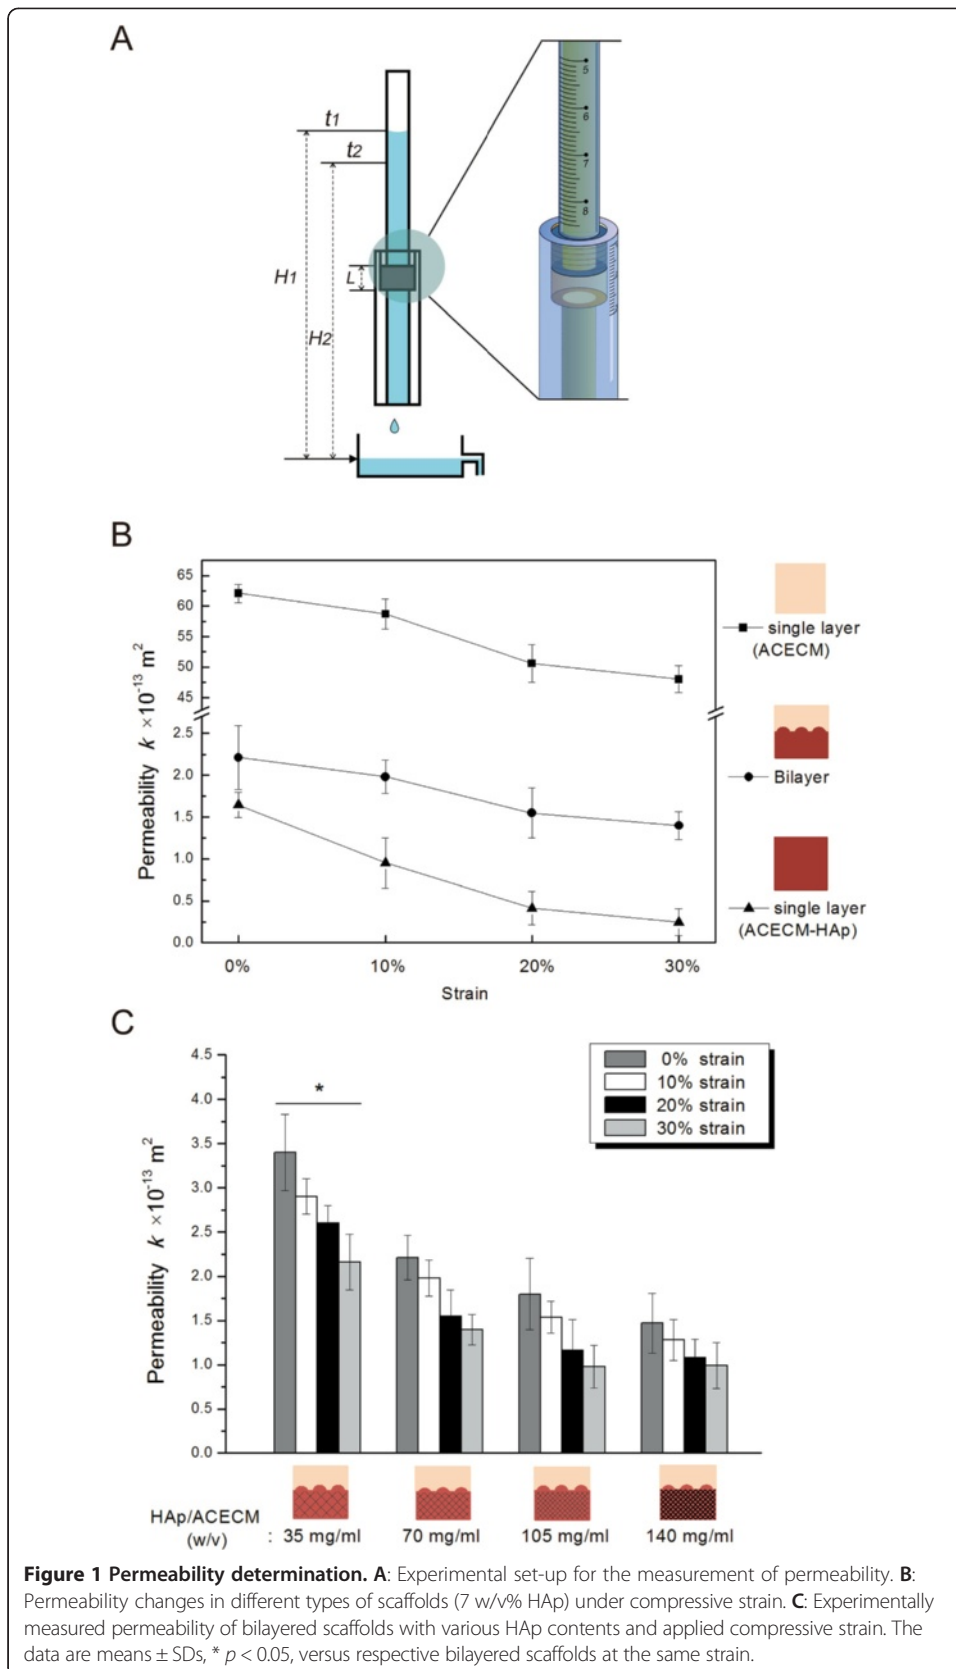 A
t1
t2
H1
H2
L
5
6
7
8
B
Permeability k ×10⁻¹³ m²
65
60
55
50
45
2.5
2.0
1.5
1.0
0.5
0.0
0% 10% 20% 30%
Strain
single layer
(ACECM)
Bilayer
single layer
(ACECM-HAp)
C
Permeability k ×10⁻¹³ m²
4.5
4.0
3.5
3.0
2.5
2.0
1.5
1.0
0.5
0.0
*
0% strain
10% strain
20% strain
30% strain
HAp/ACECM
(w/v) : 35 mg/ml 70 mg/ml 105 mg/ml 140 mg/ml
Figure 1 Permeability determination. A: Experimental set-up for the measurement of permeability. B:
Permeability changes in different types of scaffolds (7 w/v% HAp) under compressive strain. C: Experimentally
measured permeability of bilayered scaffolds with various HAp contents and applied compressive strain. The
data are means ± SDs, * p < 0.05, versus respective bilayered scaffolds at the same strain.